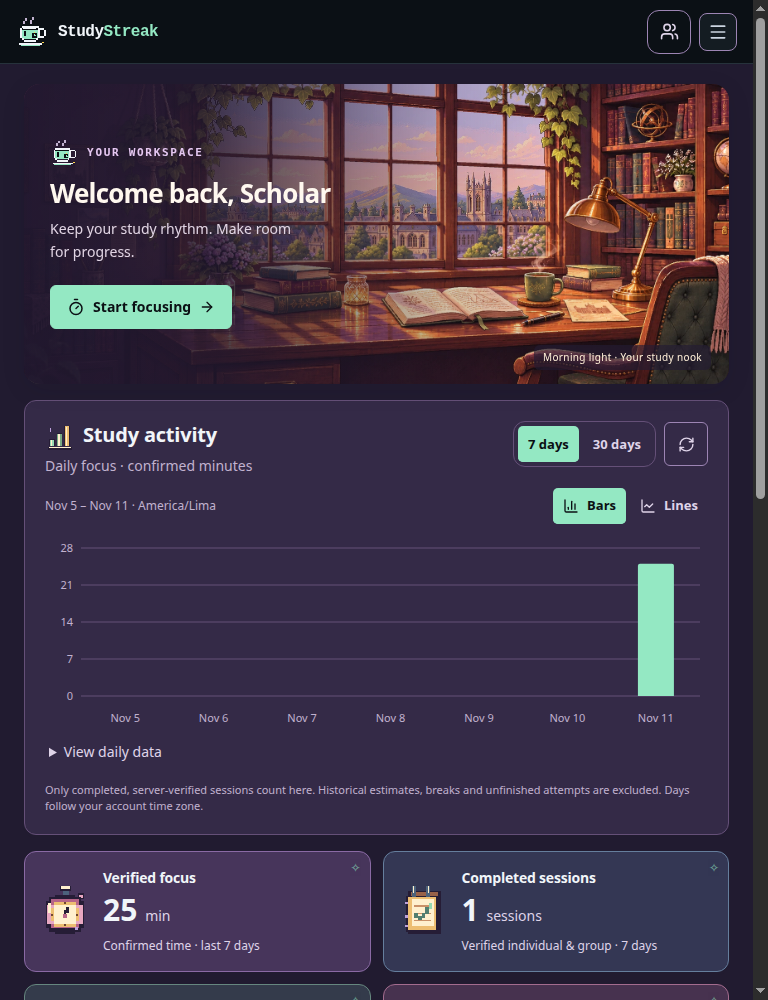 StudyStreak
YOUR WORKSPACE
Welcome back, Scholar
Keep your study rhythm. Make room
for progress.
Start focusing →
Morning light · Your study nook
Study activity
7 days
30 days
Daily focus · confirmed minutes
Nov 5 – Nov 11 · America/Lima
Bars
Lines
28
21
14
7
0
Nov 5
Nov 6
Nov 7
Nov 8
Nov 9
Nov 10
Nov 11
▶ View daily data
Only completed, server-verified sessions count here. Historical estimates, breaks and unfinished attempts are excluded. Days
follow your account time zone.
Verified focus
25 min
Confirmed time · last 7 days
Completed sessions
1 sessions
Verified individual & group · 7 days